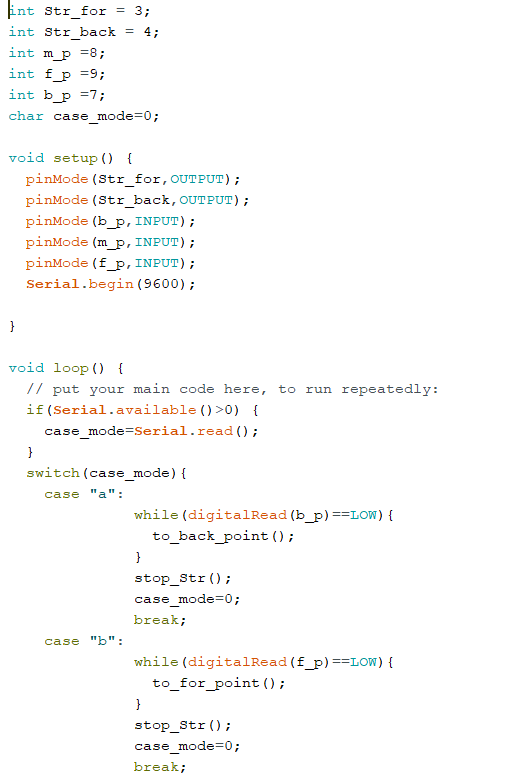 int Str_for = 3;
int Str_back = 4;
int m_p =8;
int f_p =9;
int b_p =7;
char case_mode=0;
void setup() {
pinMode(Str_for,OUTPUT);
pinMode(Str_back,OUTPUT);
pinMode(b_p,INPUT);
pinMode(m_p,INPUT);
pinMode(f_p,INPUT);
Serial.begin(9600);
}
void loop() {
// put your main code here, to run repeatedly:
if(Serial.available()>0) {
case_mode=Serial.read();
}
switch(case_mode){
case "a":
while(digitalRead(b_p)==LOW){
to_back_point();
}
stop_Str();
case_mode=0;
break;
case "b":
while(digitalRead(f_p)==LOW){
to_for_point();
}
stop_Str();
case_mode=0;
break;